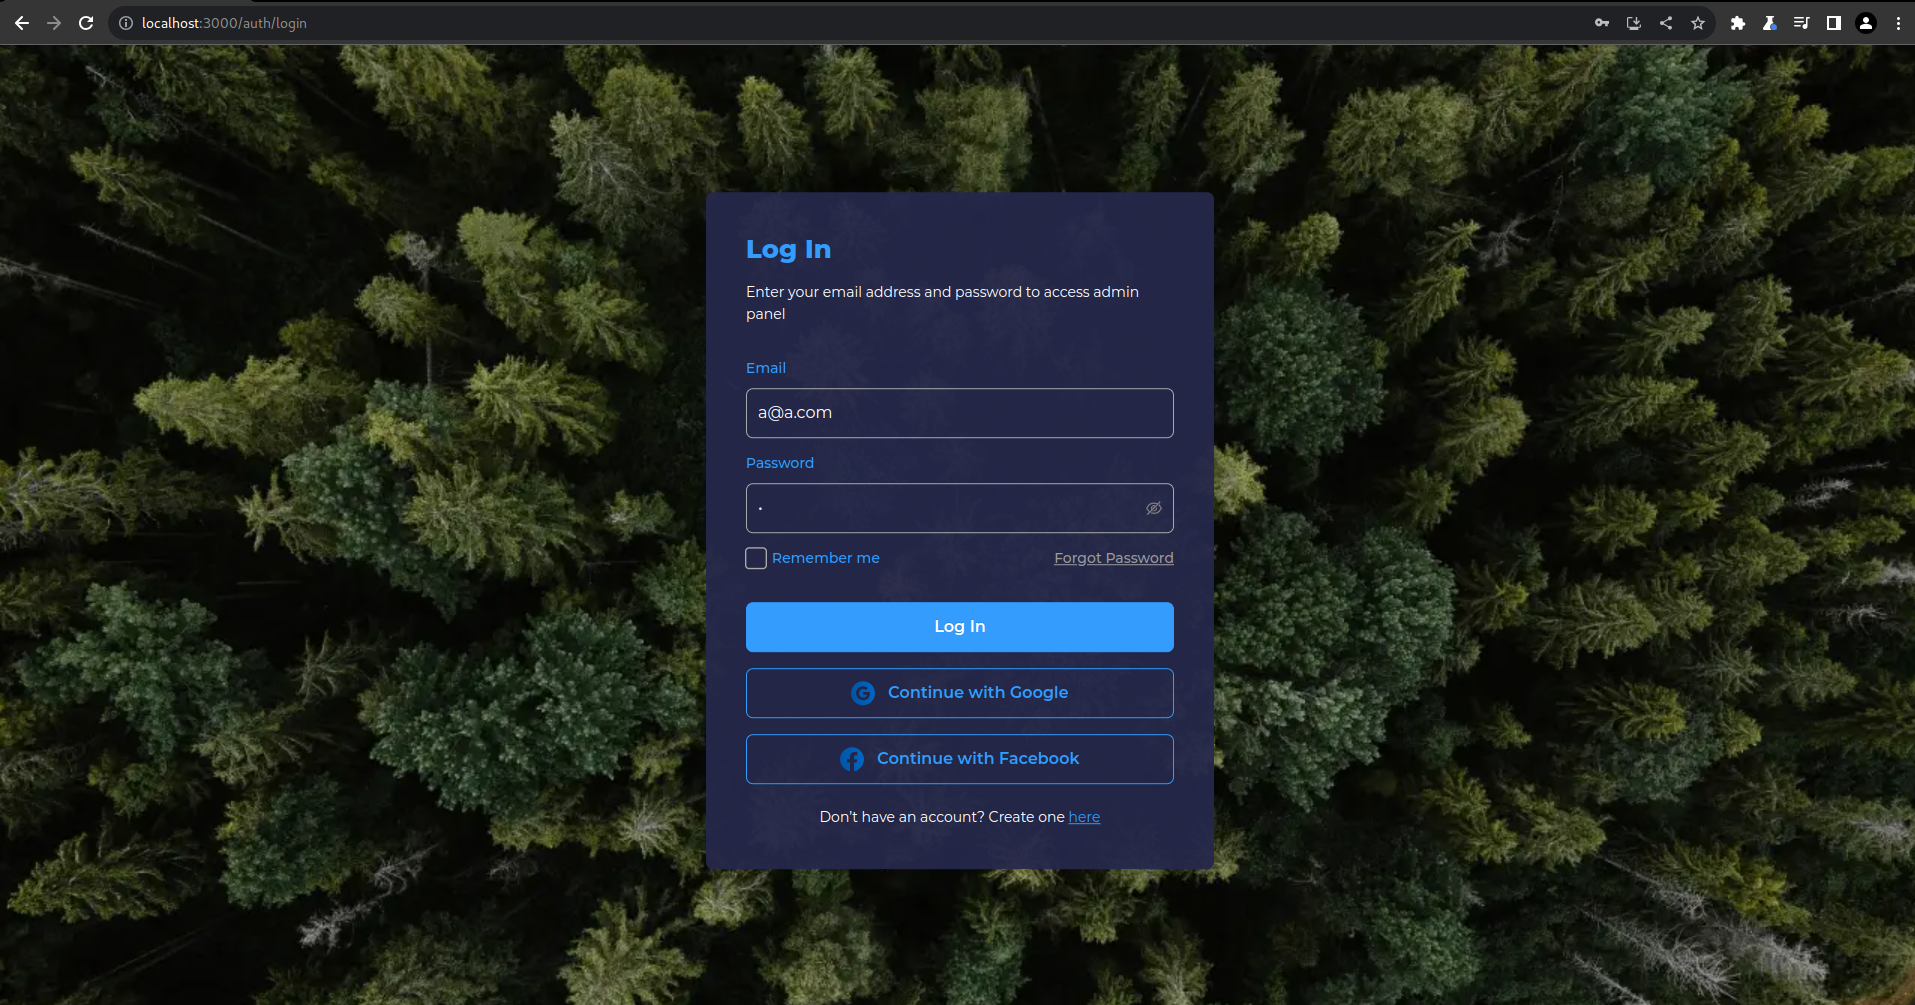 localhost:3000/auth/login
Log In
Enter your email address and password to access admin
panel
Email
a@a.com
Password
•
Remember me
Forgot Password
Log In
Continue with Google
Continue with Facebook
Don't have an account? Create one here